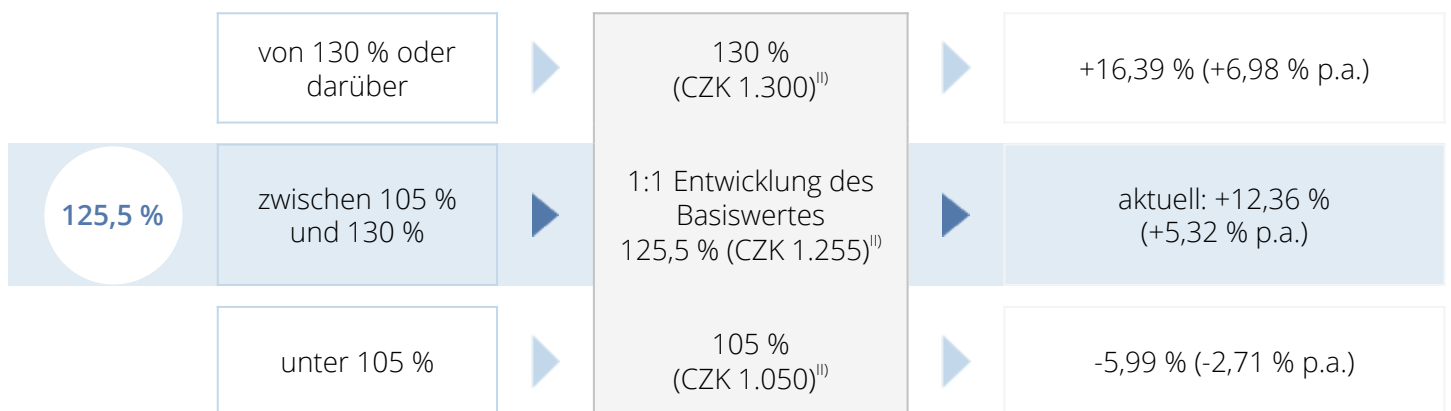 von 130 % oder
darüber
130 %
(CZK 1.300)II)
+16,39 % (+6,98 % p.a.)
125,5 %
zwischen 105 %
und 130 %
1:1 Entwicklung des
Basiswertes
125,5 % (CZK 1.255)II)
aktuell: +12,36 %
(+5,32 % p.a.)
unter 105 %
105 %
(CZK 1.050)II)
-5,99 % (-2,71 % p.a.)